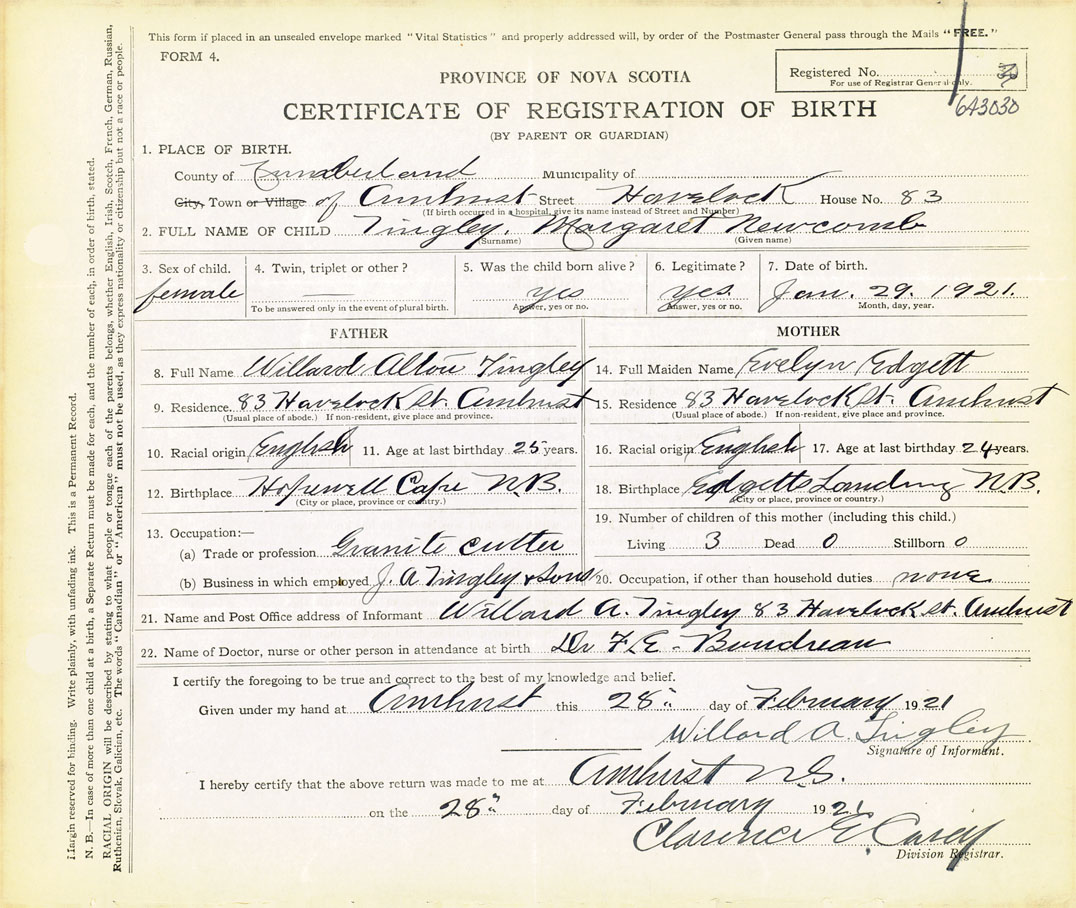 This form if placed in an unsealed envelope marked "Vital Statistics" and properly addressed will, by order of the Postmaster General pass through the Mails "FREE."
FORM 4.
Registered No.
For use of Registrar General only.
643030
PROVINCE OF NOVA SCOTIA
CERTIFICATE OF REGISTRATION OF BIRTH
(BY PARENT OR GUARDIAN)
1. PLACE OF BIRTH.
County of Cumberland Municipality of
City, Town or Village of Amherst Street Havelock House No. 83
(If birth occurred in a hospital, give its name instead of Street and Number)
2. FULL NAME OF CHILD Tingley, Margaret Newcomb
(Surname) (Given name)
3. Sex of child. 4. Twin, triplet or other? 5. Was the child born alive? 6. Legitimate? 7. Date of birth.
female — yes yes Jan. 29. 1921.
To be unanswered only in the event of plural birth. Answer, yes or no. Answer, yes or no. Month, day, year.
FATHER MOTHER
8. Full Name Willard Alton Tingley 14. Full Maiden Name Evelyn Edgett
9. Residence 83 Havelock St. Amhurst 15. Residence 83 Havelock St. Amhurst
(Usual place of abode.) If non-resident, give place and province. (Usual place of abode.) If non-resident, give place and province.
10. Racial origin English 11. Age at last birthday 25 years. 16. Racial origin English 17. Age at last birthday 24 years.
12. Birthplace Hopewell Cape N.B. 18. Birthplace Edgetts Landing N.B.
(City or place, province or country.) (City or place, province or country.)
13. Occupation:— 19. Number of children of this mother (including this child.)
(a) Trade or profession Granite cutter Living 3 Dead 0 Stillborn 0
(b) Business in which employed J. A Tingley & Sons 20. Occupation, if other than household duties none
21. Name and Post Office address of Informant Willard A. Tingley 83 Havelock st. Amhurst
22. Name of Doctor, nurse or other person in attendance at birth Dr F.E. Boudreau
I certify the foregoing to be true and correct to the best of my knowledge and belief.
Given under my hand at Amhurst this 28" day of February 1921
Willard A. Tingley
Signature of Informant.
I hereby certify that the above return was made to me at Amhurst N.S.
on the 28" day of February 1921
Clarence E. Casey
Division Registrar.
Margin reserved for binding. Write plainly, with unfading ink. This is a Permanent Record.
N. B.—In case of more than one child at a birth, a Separate Return must be made for each, and the number of each, in order of birth, stated.
RACIAL ORIGIN will be described by stating to what people or tongue each of the parents belongs, whether English, Irish, Scotch, French, German, Russian,
Ruthenian, Slovak, Galician, etc. The words "Canadian" or "American" must not be used, as they express nationality or citizenship but not a race or people.